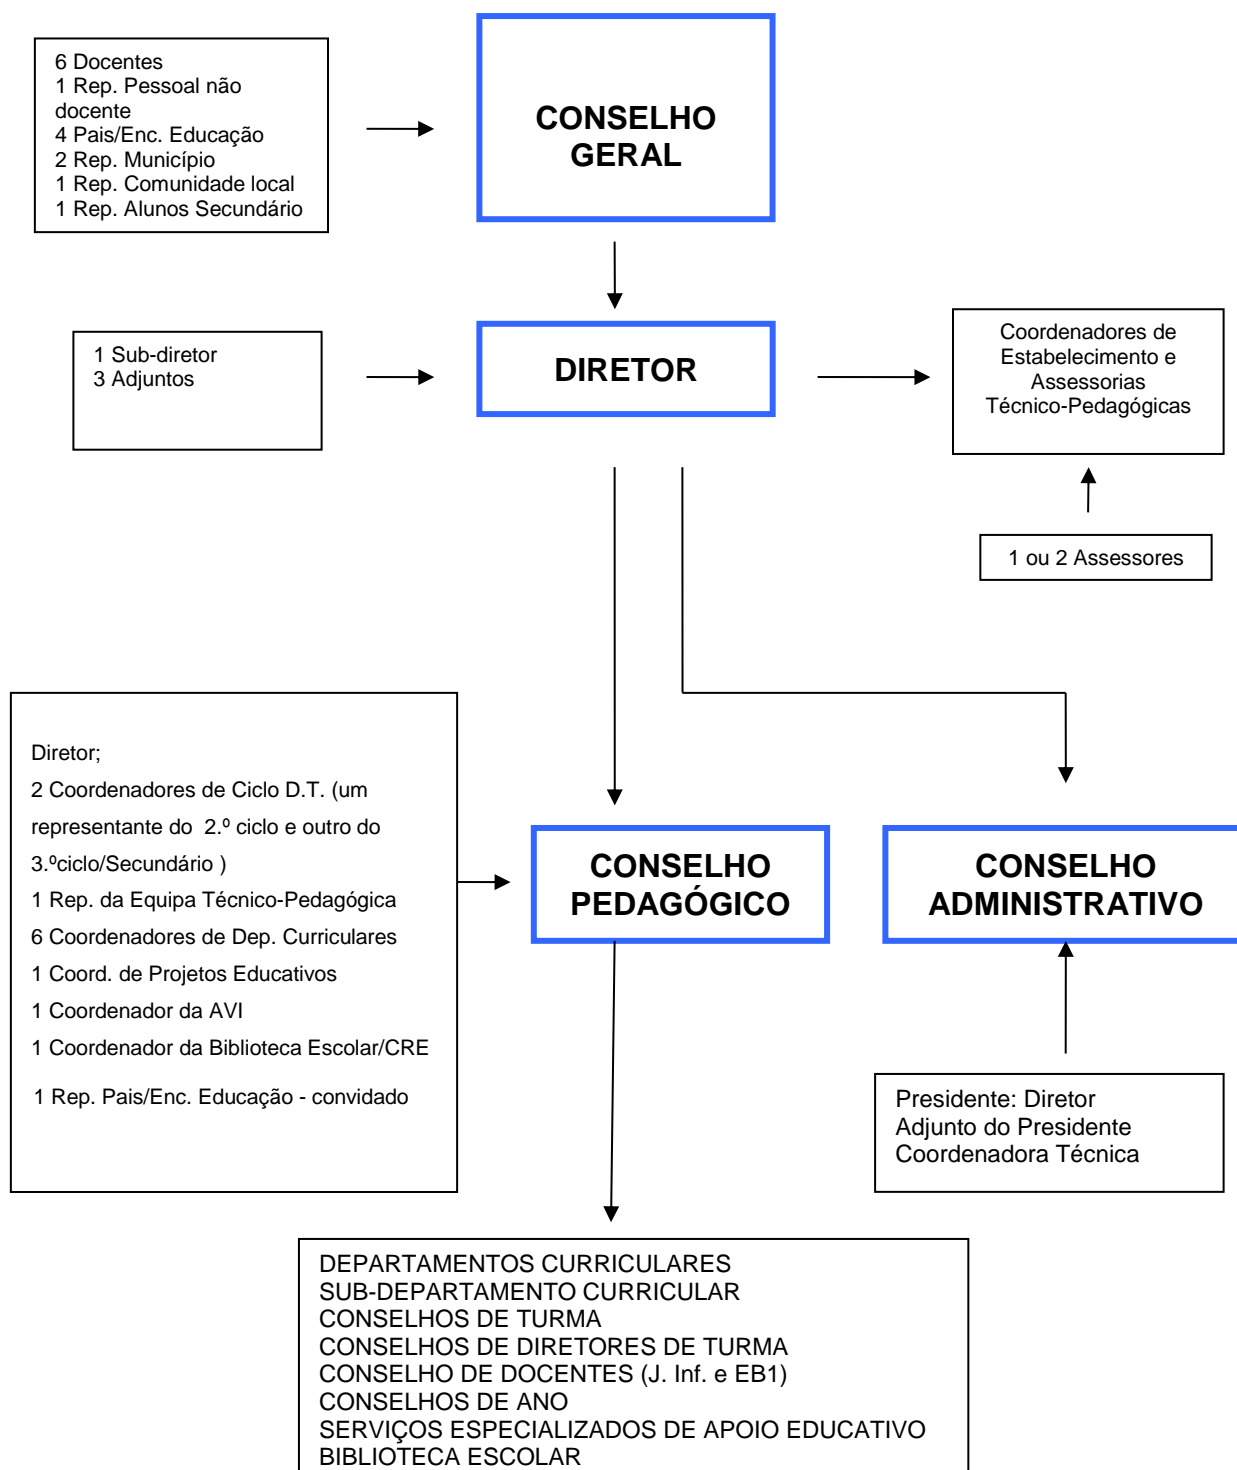 6 Docentes
1 Rep. Pessoal não
docente
4 Pais/Enc. Educação
2 Rep. Município
1 Rep. Comunidade local
1 Rep. Alunos Secundário
CONSELHO
GERAL
1 Sub-diretor
3 Adjuntos
DIRETOR
Coordenadores de
Estabelecimento e
Assessorias
Técnico-Pedagógicas
1 ou 2 Assessores
Diretor;
2 Coordenadores de Ciclo D.T. (um
representante do 2.º ciclo e outro do
3.ºciclo/Secundário )
1 Rep. da Equipa Técnico-Pedagógica
6 Coordenadores de Dep. Curriculares
1 Coord. de Projetos Educativos
1 Coordenador da AVI
1 Coordenador da Biblioteca Escolar/CRE
1 Rep. Pais/Enc. Educação - convidado
CONSELHO
PEDAGÓGICO
CONSELHO
ADMINISTRATIVO
Presidente: Diretor
Adjunto do Presidente
Coordenadora Técnica
DEPARTAMENTOS CURRICULARES
SUB-DEPARTAMENTO CURRICULAR
CONSELHOS DE TURMA
CONSELHOS DE DIRETORES DE TURMA
CONSELHO DE DOCENTES (J. Inf. e EB1)
CONSELHOS DE ANO
SERVIÇOS ESPECIALIZADOS DE APOIO EDUCATIVO
BIBLIOTECA ESCOLAR